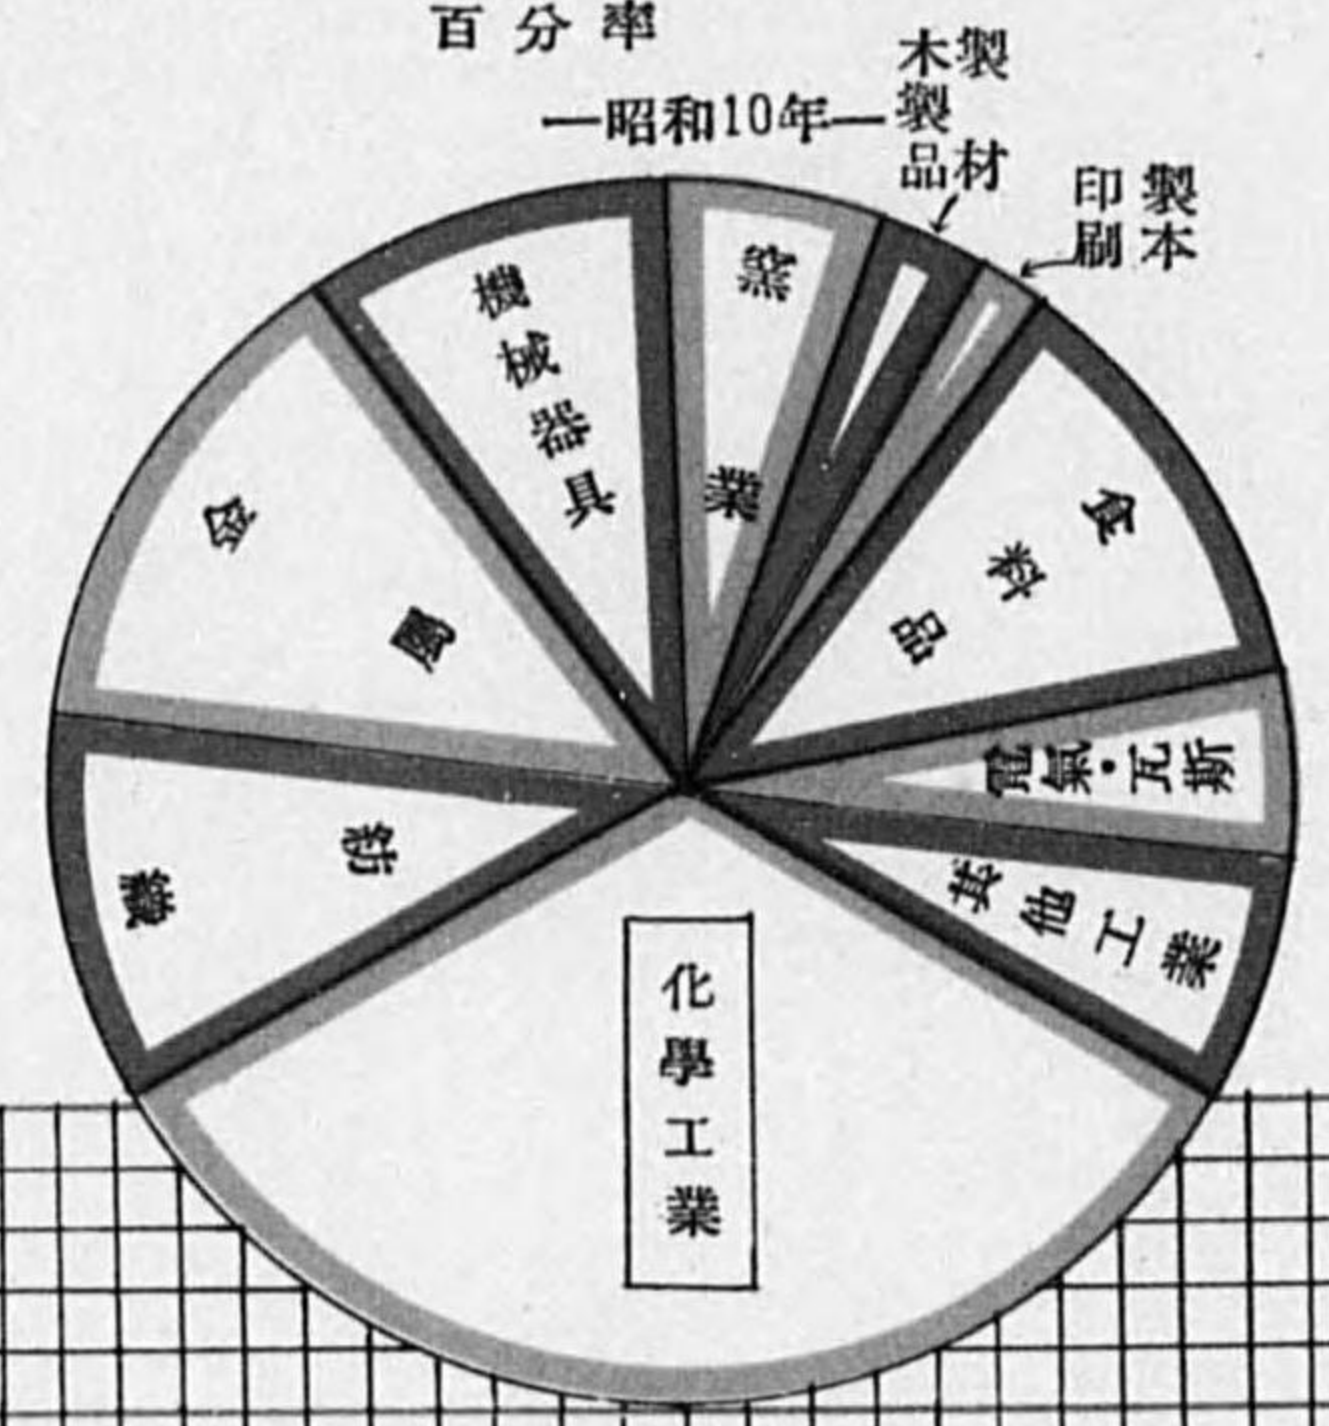 百分率
―昭和10年―
製材
木製品
製本
印刷
窯業
機械器具
金属
紡織
食料品
電氣・瓦斯
其他工業
化學工業